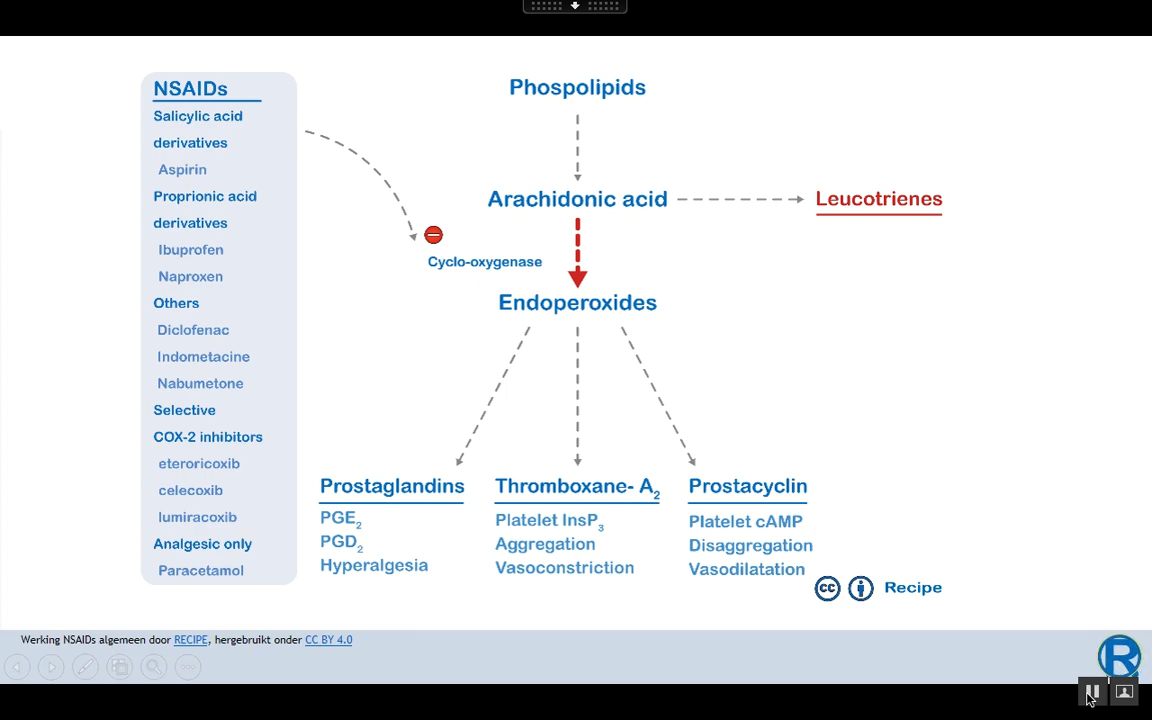 NSAIDs
Salicylic acid
derivatives
Aspirin
Proprionic acid
derivatives
Ibuprofen
Naproxen
Others
Diclofenac
Indometacine
Nabumetone
Selective
COX-2 inhibitors
eteroricoxib
celecoxib
lumiracoxib
Analgesic only
Paracetamol
Phospolipids
Arachidonic acid
Leucotrienes
Cyclo-oxygenase
Endoperoxides
Prostaglandins
PGE2
PGD2
Hyperalgesia
Thromboxane- A2
Platelet InsP3
Aggregation
Vasoconstriction
Prostacyclin
Platelet cAMP
Disaggregation
Vasodilatation
cc Recipe
Werking NSAIDs algemeen door RECIPE, hergebruikt onder CC BY 4.0
R